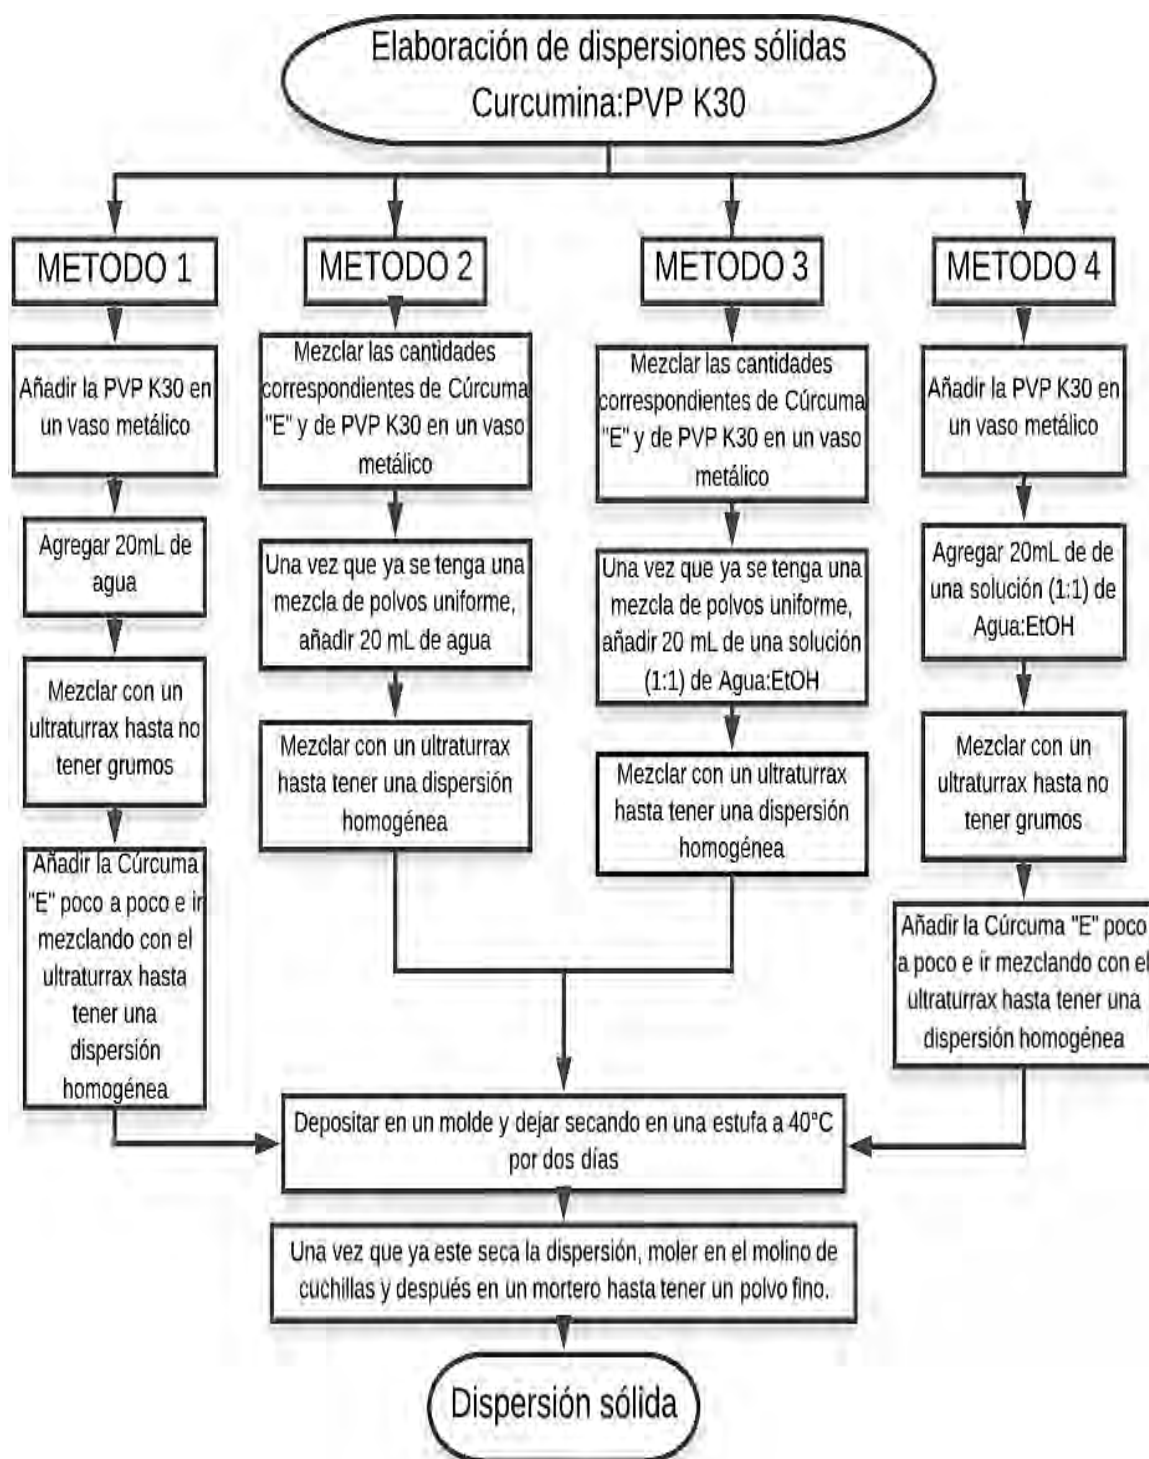 Elaboración de dispersiones sólidas
Curcumina:PVP K30
METODO 1
Añadir la PVP K30 en
un vaso metálico
Agregar 20mL de
agua
Mezclar con un
ultraturrax hasta no
tener grumos
Añadir la Cúrcuma
"E" poco a poco e ir
mezclando con el
ultraturrax hasta
tener una
dispersión
homogénea
METODO 2
Mezclar las cantidades
correspondientes de Cúrcuma
"E" y de PVP K30 en un vaso
metálico
Una vez que ya se tenga una
mezcla de polvos uniforme,
añadir 20 mL de agua
Mezclar con un ultraturrax
hasta tener una dispersión
homogénea
METODO 3
Mezclar las cantidades
correspondientes de Cúrcuma
"E" y de PVP K30 en un vaso
metálico
Una vez que ya se tenga una
mezcla de polvos uniforme,
añadir 20 mL de una solución
(1:1) de Agua:EtOH
Mezclar con un ultraturrax
hasta tener una dispersión
homogénea
METODO 4
Añadir la PVP K30 en
un vaso metálico
Agregar 20mL de de
una solución (1:1) de
Agua:EtOH
Mezclar con un
ultraturrax hasta no
tener grumos
Añadir la Cúrcuma "E" poco
a poco e ir mezclando con el
ultraturrax hasta tener una
dispersión homogénea
Depositar en un molde y dejar secando en una estufa a 40°C
por dos días
Una vez que ya este seca la dispersión, moler en el molino de
cuchillas y después en un mortero hasta tener un polvo fino.
Dispersión sólida